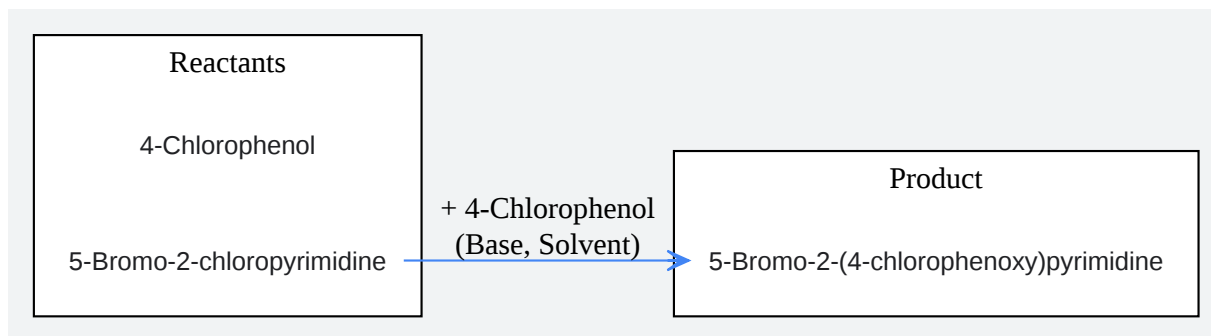 Reactants
4-Chlorophenol
5-Bromo-2-chloropyrimidine
+ 4-Chlorophenol
(Base, Solvent)
Product
5-Bromo-2-(4-chlorophenoxy)pyrimidine